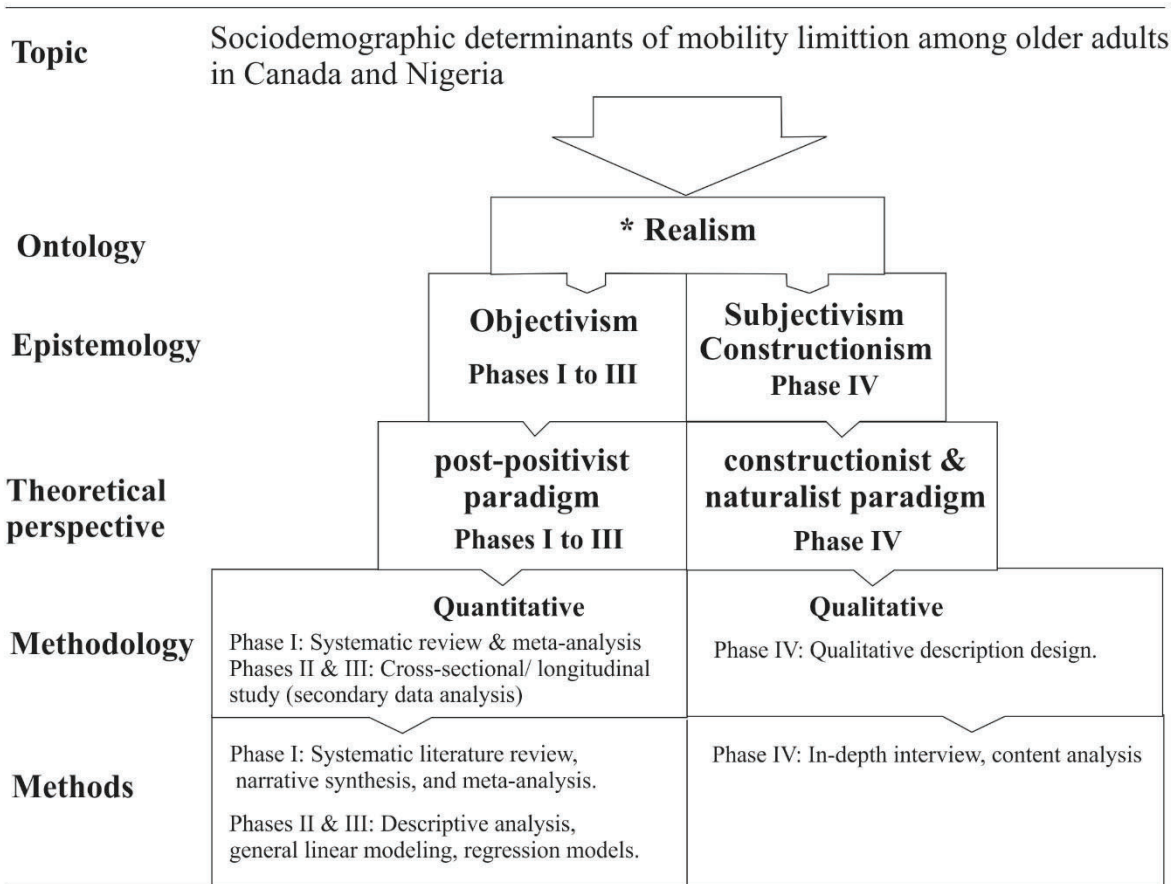 Topic
Sociodemographic determinants of mobility limittion among older adults
in Canada and Nigeria
Ontology
* Realism
Epistemology
Objectivism
Phases I to III
Subjectivism
Constructionism
Phase IV
Theoretical
perspective
post-positivist
paradigm
Phases I to III
constructionist &
naturalist paradigm
Phase IV
Methodology
Quantitative
Phase I: Systematic review & meta-analysis
Phases II & III: Cross-sectional/ longitudinal
study (secondary data analysis)
Qualitative
Phase IV: Qualitative description design.
Methods
Phase I: Systematic literature review,
narrative synthesis, and meta-analysis.
Phases II & III: Descriptive analysis,
general linear modeling, regression models.
Phase IV: In-depth interview, content analysis